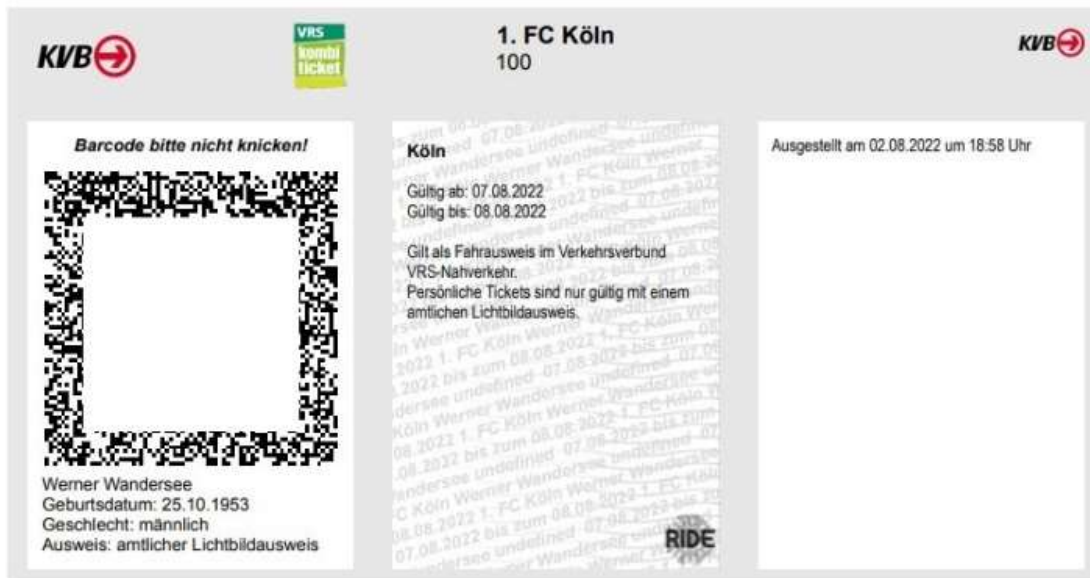 KVB
VRS
kombi
ticket
1. FC Köln
100
KVB
Barcode bitte nicht knicken!
Werner Wandersee
Geburtsdatum: 25.10.1953
Geschlecht: männlich
Ausweis: amtlicher Lichtbildausweis
Köln
Gültig ab: 07.08.2022
Gültig bis: 08.08.2022
Gilt als Fahrausweis im Verkehrsverbund
VRS-Nahverkehr.
Persönliche Tickets sind nur gültig mit einem
amtlichen Lichtbildausweis.
RIDE
Ausgestellt am 02.08.2022 um 18:58 Uhr